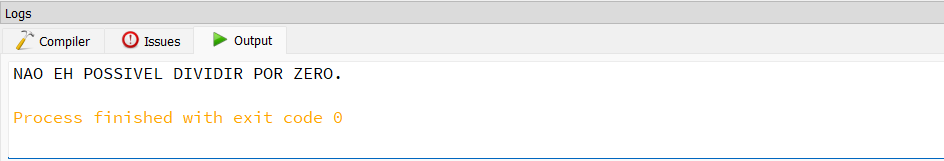 Logs
Compiler Issues Output
NAO EH POSSIVEL DIVIDIR POR ZERO.
Process finished with exit code 0